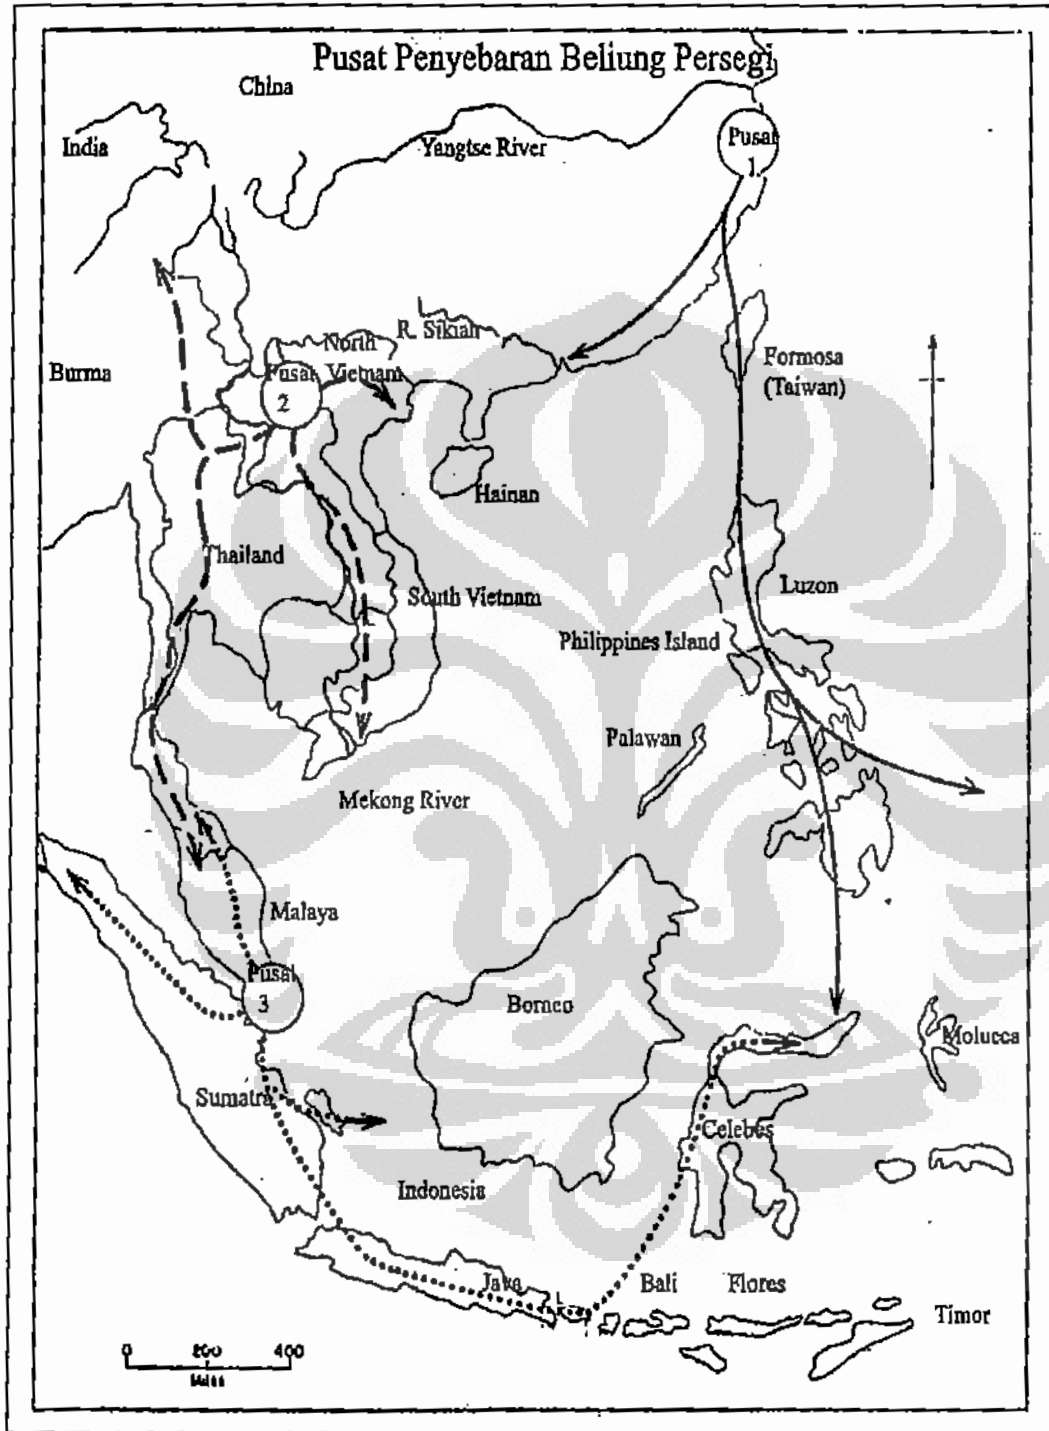 Pusat Penyebaran Beliung Persegi
China
India
Yangtse River
Pusat
1.
R. Sikiah
North
Vietnam
Formosa
(Taiwan)
Burma
Pusat
2
Hainan
Thailand
South Vietnam
Luzon
Philippines Island
Palawan
Mekong River
Malaya
Pusat
3
Borneo
Molucca
Sumatra
Celebes
Indonesia
Java
Bali
Flores
Timor
0 200 400
Miles